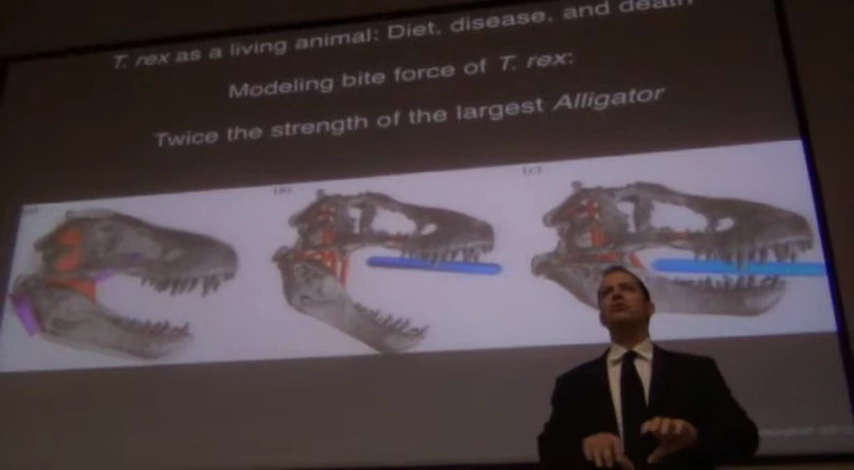 T. rex as a living animal: Diet, disease, and death
Modeling bite force of T. rex:
Twice the strength of the largest Alligator
(b)
(c)